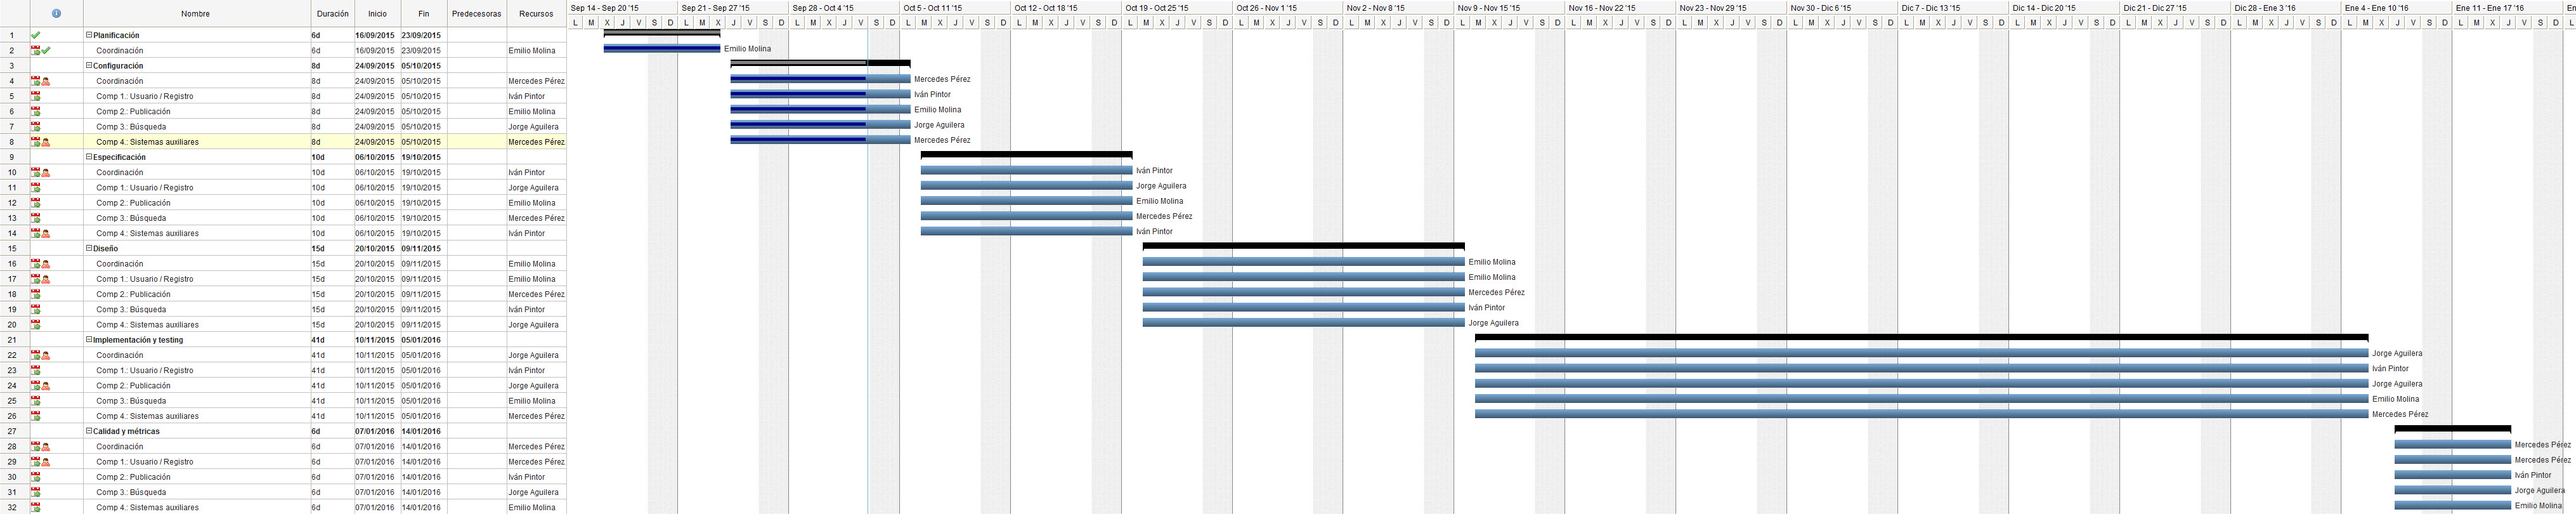 Nombre Duración Inicio Fin Predecesoras Recursos Sep 14 - Sep 20 '15 Sep 21 - Sep 27 '15 Sep 28 - Oct 4 '15 Oct 5 - Oct 11 '15 Oct 12 - Oct 18 '15 Oct 19 - Oct 25 '15 Oct 26 - Nov 1 '15 Nov 2 - Nov 8 '15 Nov 9 - Nov 15 '15 Nov 16 - Nov 22 '15 Nov 23 - Nov 29 '15 Nov 30 - Dic 6 '15 Dic 7 - Dic 13 '15 Dic 14 - Dic 20 '15 Dic 21 - Dic 27 '15 Dic 28 - Ene 3 '16 Ene 4 - Ene 10 '16 Ene 11 - Ene 17 '16 En
L M X J V S D L M X J V S D L M X J V S D L M X J V S D L M X J V S D L M X J V S D L M X J V S D L M X J V S D L M X J V S D L M X J V S D L M X J V S D L M X J V S D L M X J V S D L M X J V S D L M X J V S D L M X J V S D L M X J V S D L M X J V S D L
1 Planificación 6d 16/09/2015 23/09/2015
2 Coordinación 6d 16/09/2015 23/09/2015 Emilio Molina Emilio Molina
3 Configuración 8d 24/09/2015 05/10/2015
4 Coordinación 8d 24/09/2015 05/10/2015 Mercedes Pérez Mercedes Pérez
5 Comp 1.: Usuario / Registro 8d 24/09/2015 05/10/2015 Iván Pintor Iván Pintor
6 Comp 2.: Publicación 8d 24/09/2015 05/10/2015 Emilio Molina Emilio Molina
7 Comp 3.: Búsqueda 8d 24/09/2015 05/10/2015 Jorge Aguilera Jorge Aguilera
8 Comp 4.: Sistemas auxiliares 8d 24/09/2015 05/10/2015 Mercedes Pérez Mercedes Pérez
9 Especificación 10d 06/10/2015 19/10/2015
10 Coordinación 10d 06/10/2015 19/10/2015 Iván Pintor Iván Pintor
11 Comp 1.: Usuario / Registro 10d 06/10/2015 19/10/2015 Jorge Aguilera Jorge Aguilera
12 Comp 2.: Publicación 10d 06/10/2015 19/10/2015 Emilio Molina Emilio Molina
13 Comp 3.: Búsqueda 10d 06/10/2015 19/10/2015 Mercedes Pérez Mercedes Pérez
14 Comp 4.: Sistemas auxiliares 10d 06/10/2015 19/10/2015 Iván Pintor Iván Pintor
15 Diseño 15d 20/10/2015 09/11/2015
16 Coordinación 15d 20/10/2015 09/11/2015 Emilio Molina Emilio Molina
17 Comp 1.: Usuario / Registro 15d 20/10/2015 09/11/2015 Emilio Molina Emilio Molina
18 Comp 2.: Publicación 15d 20/10/2015 09/11/2015 Mercedes Pérez Mercedes Pérez
19 Comp 3.: Búsqueda 15d 20/10/2015 09/11/2015 Iván Pintor Iván Pintor
20 Comp 4.: Sistemas auxiliares 15d 20/10/2015 09/11/2015 Jorge Aguilera Jorge Aguilera
21 Implementación y testing 41d 10/11/2015 05/01/2016
22 Coordinación 41d 10/11/2015 05/01/2016 Jorge Aguilera Jorge Aguilera
23 Comp 1.: Usuario / Registro 41d 10/11/2015 05/01/2016 Iván Pintor Iván Pintor
24 Comp 2.: Publicación 41d 10/11/2015 05/01/2016 Jorge Aguilera Jorge Aguilera
25 Comp 3.: Búsqueda 41d 10/11/2015 05/01/2016 Emilio Molina Emilio Molina
26 Comp 4.: Sistemas auxiliares 41d 10/11/2015 05/01/2016 Mercedes Pérez Mercedes Pérez
27 Calidad y métricas 6d 07/01/2016 14/01/2016
28 Coordinación 6d 07/01/2016 14/01/2016 Mercedes Pérez Mercedes Pérez
29 Comp 1.: Usuario / Registro 6d 07/01/2016 14/01/2016 Mercedes Pérez Mercedes Pérez
30 Comp 2.: Publicación 6d 07/01/2016 14/01/2016 Iván Pintor Iván Pintor
31 Comp 3.: Búsqueda 6d 07/01/2016 14/01/2016 Jorge Aguilera Jorge Aguilera
32 Comp 4.: Sistemas auxiliares 6d 07/01/2016 14/01/2016 Emilio Molina Emilio Molina